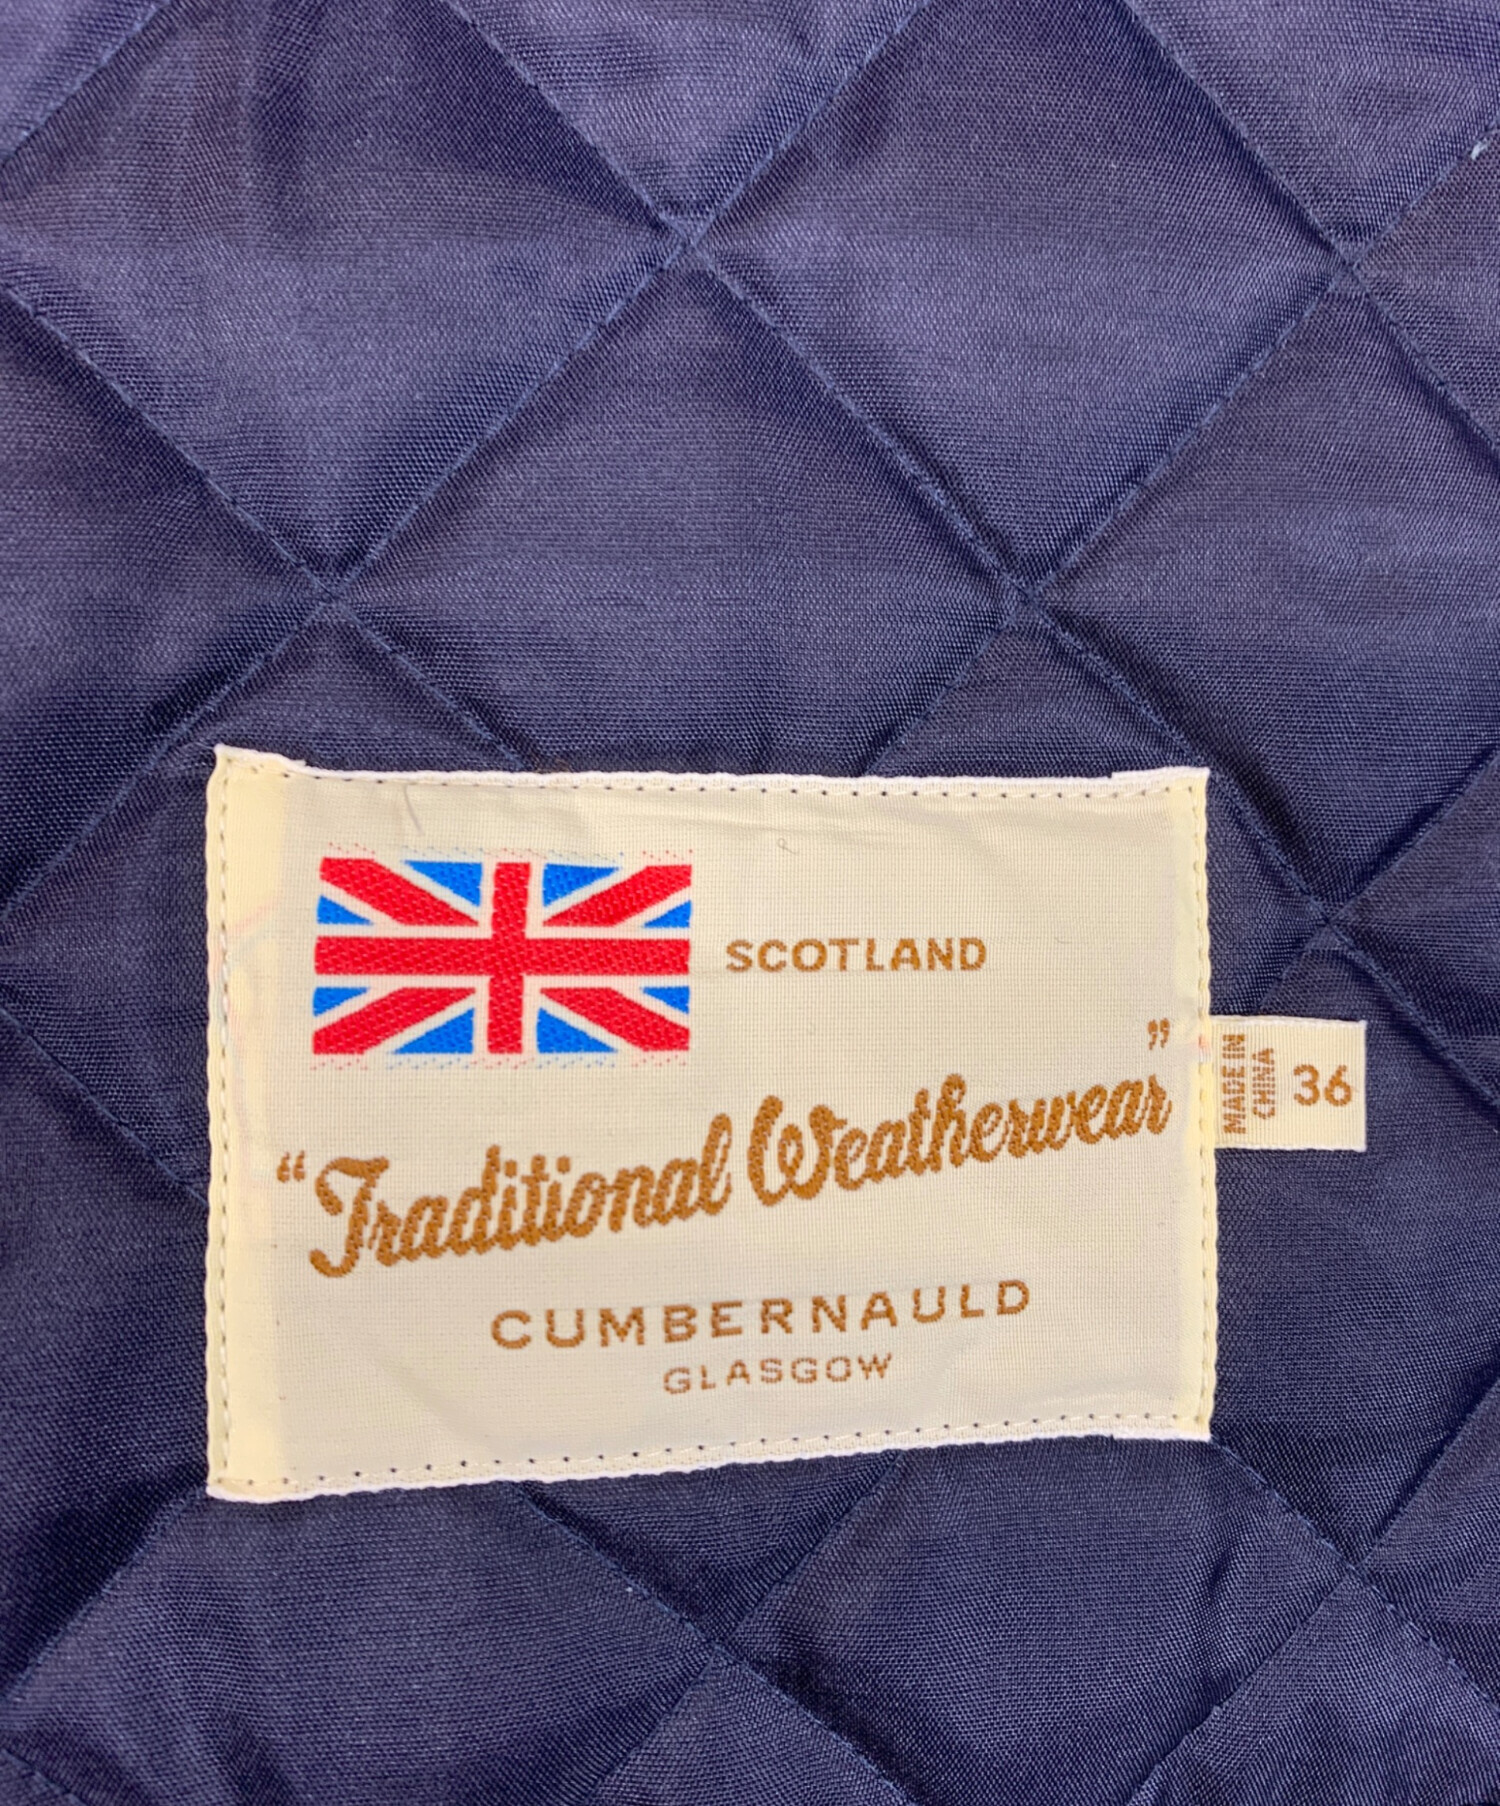 SCOTLAND
“Traditional Weatherwear”
CUMBERNAULD
GLASGOW
MADE IN
CHINA
36